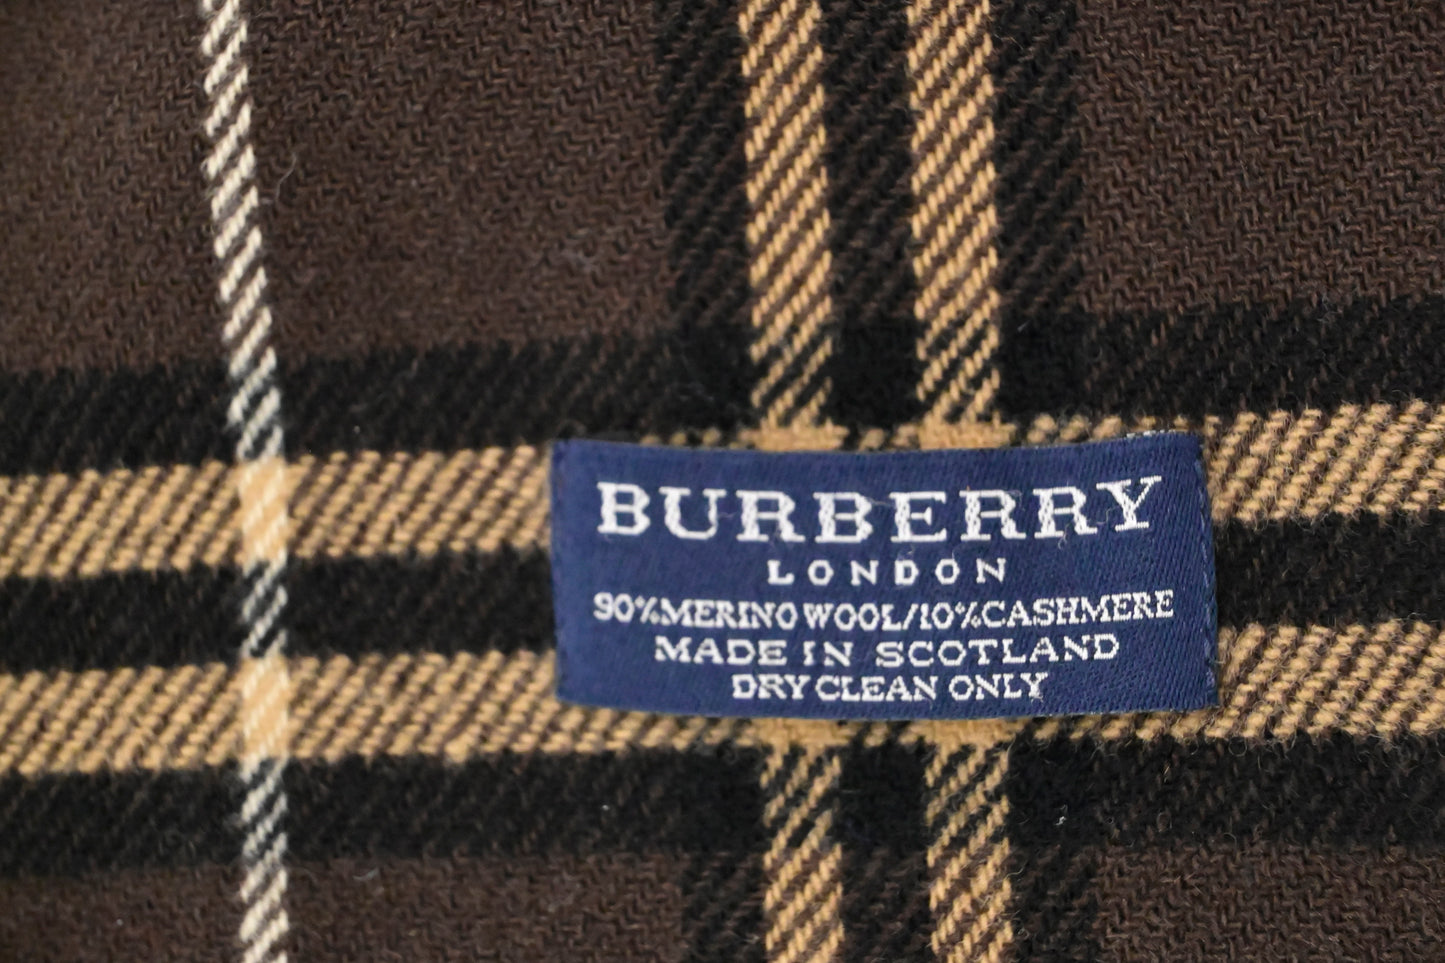 BURBERRY
LONDON
90%MERINO WOOL/10%CASHMERE
MADE IN SCOTLAND
DRY CLEAN ONLY